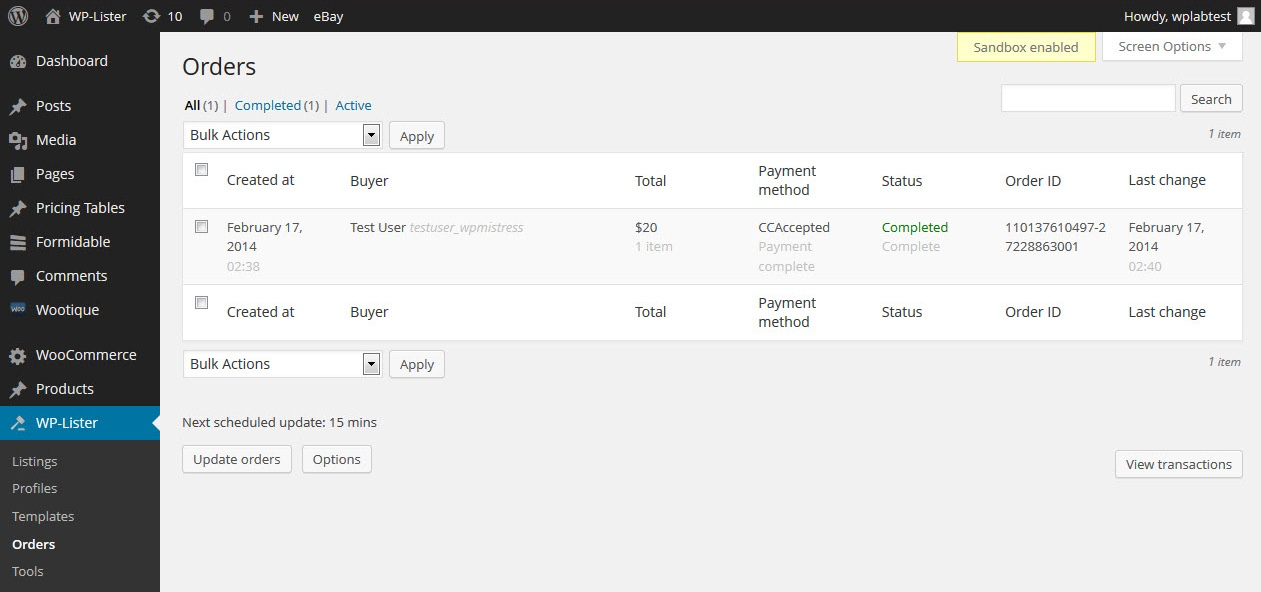 WP-Lister 10 0 New eBay Howdy, wplabtest
Dashboard
Posts
Media
Pages
Pricing Tables
Formidable
Comments
Woo Wootique
WooCommerce
Products
WP-Lister
Listings
Profiles
Templates
Orders
Tools
Sandbox enabled Screen Options
Orders
All (1) | Completed (1) | Active
Search
Bulk Actions Apply 1 item
Created at Buyer Total Payment method Status Order ID Last change
February 17, Test User testuser_wpmistress $20 CCAccepted Completed 110137610497-2 February 17,
2014 1 item Payment Complete 7228863001 2014
02:38 complete 02:40
Created at Buyer Total Payment method Status Order ID Last change
Bulk Actions Apply 1 item
Next scheduled update: 15 mins
Update orders Options View transactions